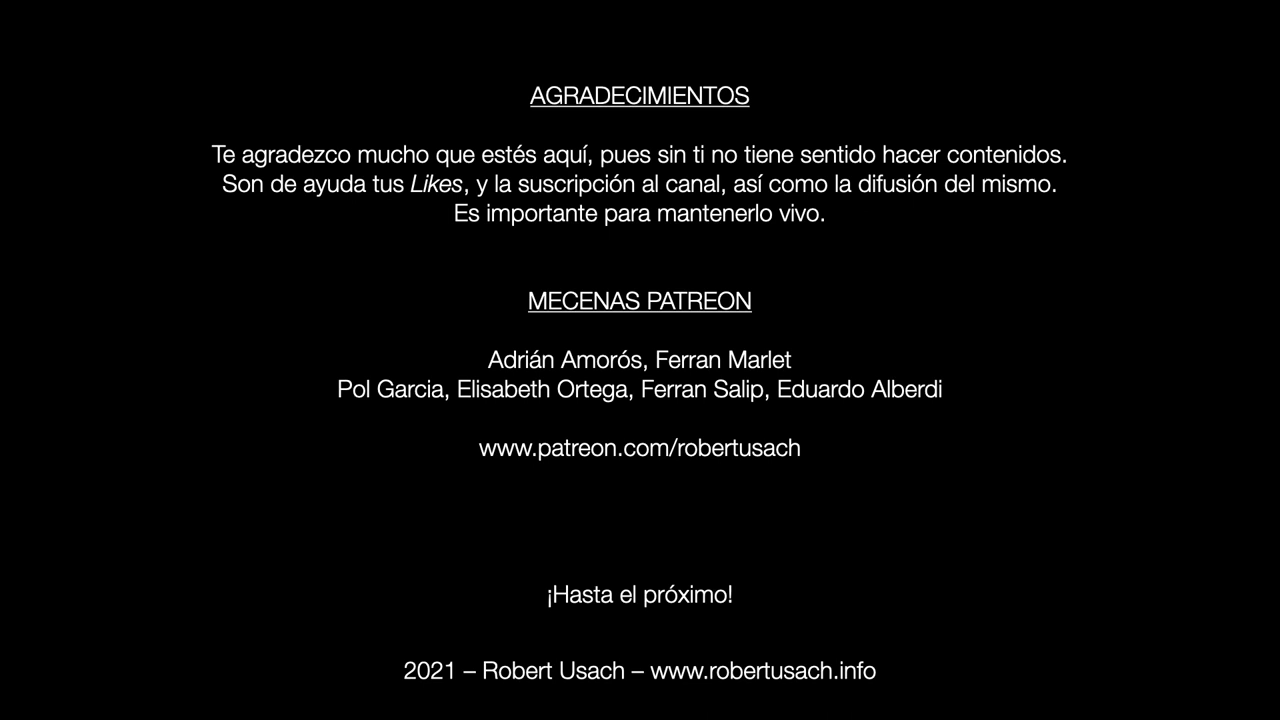 AGRADECIMIENTOS
Te agradezco mucho que estés aquí, pues sin ti no tiene sentido hacer contenidos.
Son de ayuda tus Likes, y la suscripción al canal, así como la difusión del mismo.
Es importante para mantenerlo vivo.
MECENAS PATREON
Adrián Amorós, Ferran Marlet
Pol Garcia, Elisabeth Ortega, Ferran Salip, Eduardo Alberdi
www.patreon.com/robertusach
¡Hasta el próximo!
2021 – Robert Usach – www.robertusach.info